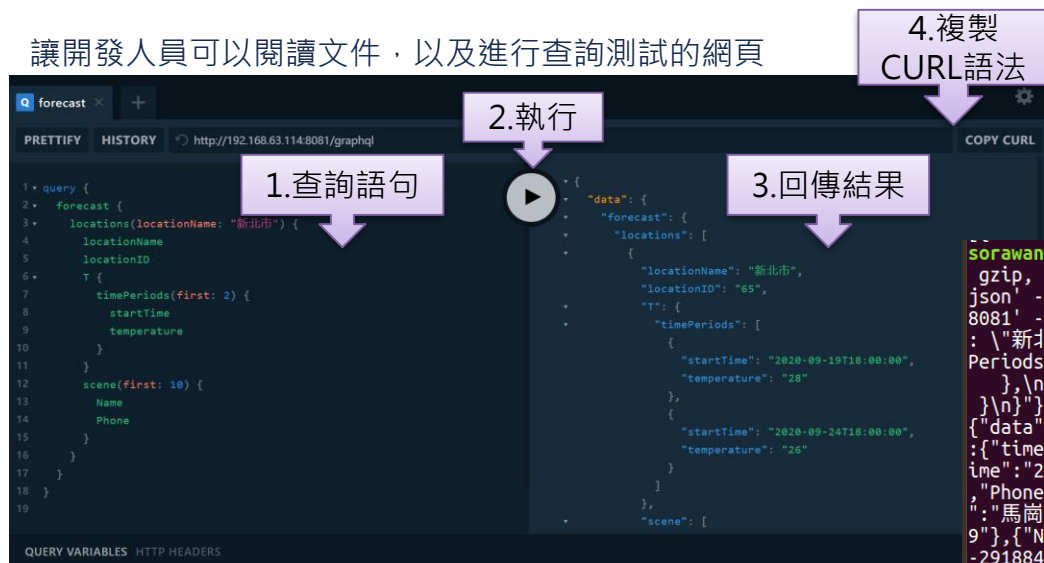 讓開發人員可以閱讀文件，以及進行查詢測試的網頁
4.複製
CURL語法
forecast
2.執行
PRETTIFY HISTORY http://192.168.63.114:8081/graphql COPY CURL
1.查詢語句
3.回傳結果
1 query {
2 forecast {
3 locations(locationName: "新北市") {
4 locationName
5 locationID
6 T {
7 timePeriods(first: 2) {
8 startTime
9 temperature
10 }
11 }
12 scene(first: 10) {
13 Name
14 Phone
15 }
16 }
17 }
18 }
19
{
"data": {
"forecast": {
"locations": [
{
"locationName": "新北市",
"locationID": "65",
"T": {
"timePeriods": [
{
"startTime": "2020-09-19T18:00:00",
"temperature": "28"
},
{
"startTime": "2020-09-24T18:00:00",
"temperature": "26"
}
]
},
"scene": [
sorawan
gzip,
json' -
8081' -
: \"新
Periods
},\n
}\n}"}
{"data"
:{"time
ime":"2
,"Phone
":"馬崗
9"},{"N
-291884
QUERY VARIABLES HTTP HEADERS